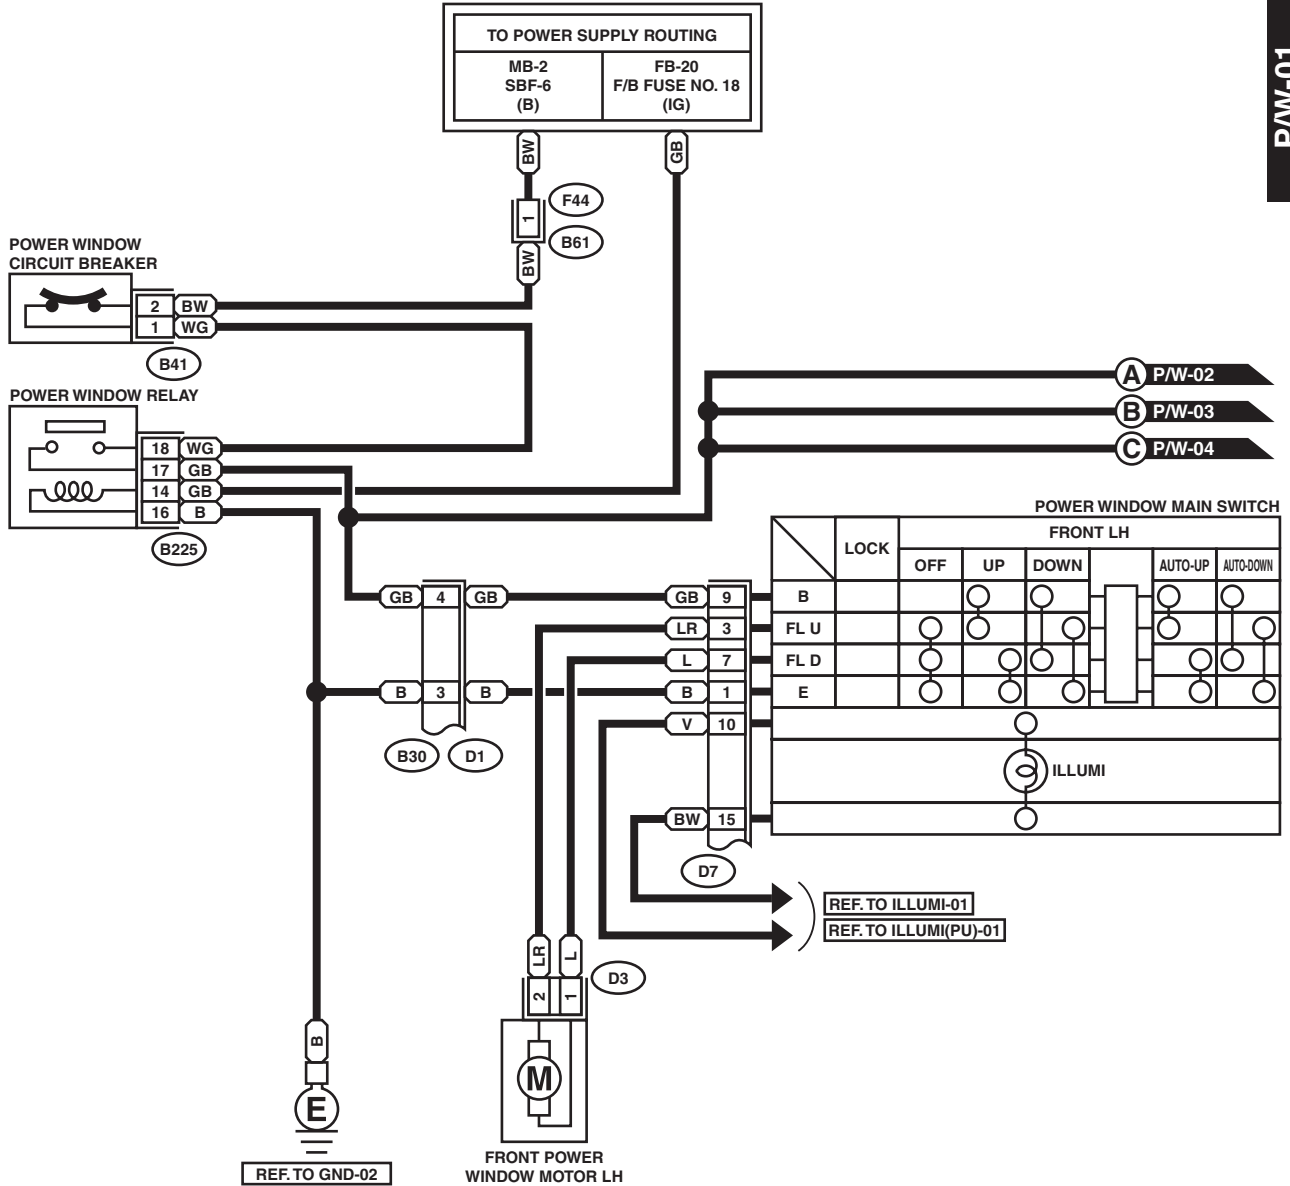 P/W-01
TO POWER SUPPLY ROUTING
MB-2
SBF-6
(B)
FB-20
F/B FUSE NO. 18
(IG)
BW
GB
F44
1
B61
BW
POWER WINDOW
CIRCUIT BREAKER
2 BW
1 WG
B41
POWER WINDOW RELAY
18 WG
17 GB
14 GB
16 B
B225
A P/W-02
B P/W-03
C P/W-04
POWER WINDOW MAIN SWITCH
LOCK
FRONT LH
OFF UP DOWN AUTO-UP AUTO-DOWN
GB 4 GB GB 9 B
LR 3 FL U
L 7 FL D
B 3 B B 1 E
V 10
B30 D1
ILLUMI
BW 15
D7
REF. TO ILLUMI-01
REF. TO ILLUMI(PU)-01
LR L
D3
2 1
M
B
E
REF. TO GND-02
FRONT POWER
WINDOW MOTOR LH